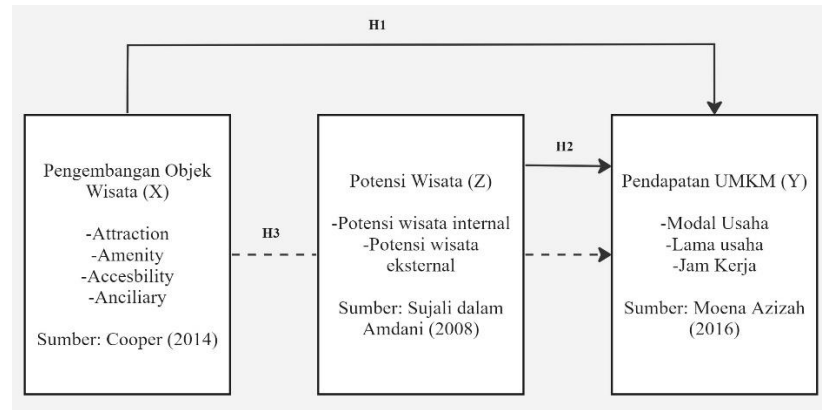 H1
Pengembangan Objek
Wisata (X)
-Attraction
-Amenity
-Accesbility
-Anciliary
Sumber: Cooper (2014)
H3
Potensi Wisata (Z)
-Potensi wisata internal
-Potensi wisata
eksternal
Sumber: Sujali dalam
Amdani (2008)
H2
Pendapatan UMKM (Y)
-Modal Usaha
-Lama usaha
-Jam Kerja
Sumber: Moena Azizah
(2016)